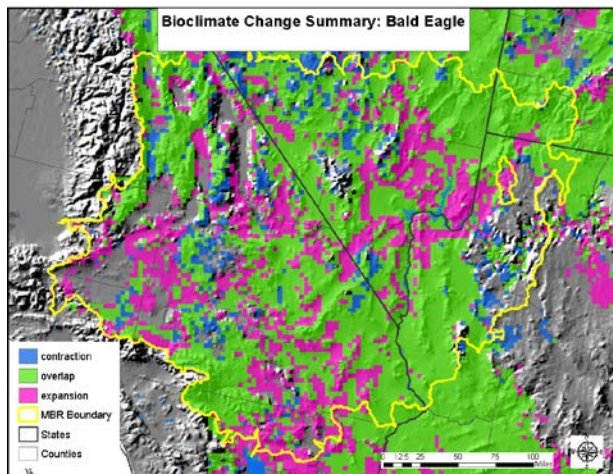 Bioclimate Change Summary: Bald Eagle
contraction
overlap
expansion
MBR Boundary
States
Counties
0 12.5 25 50 75 100
Miles